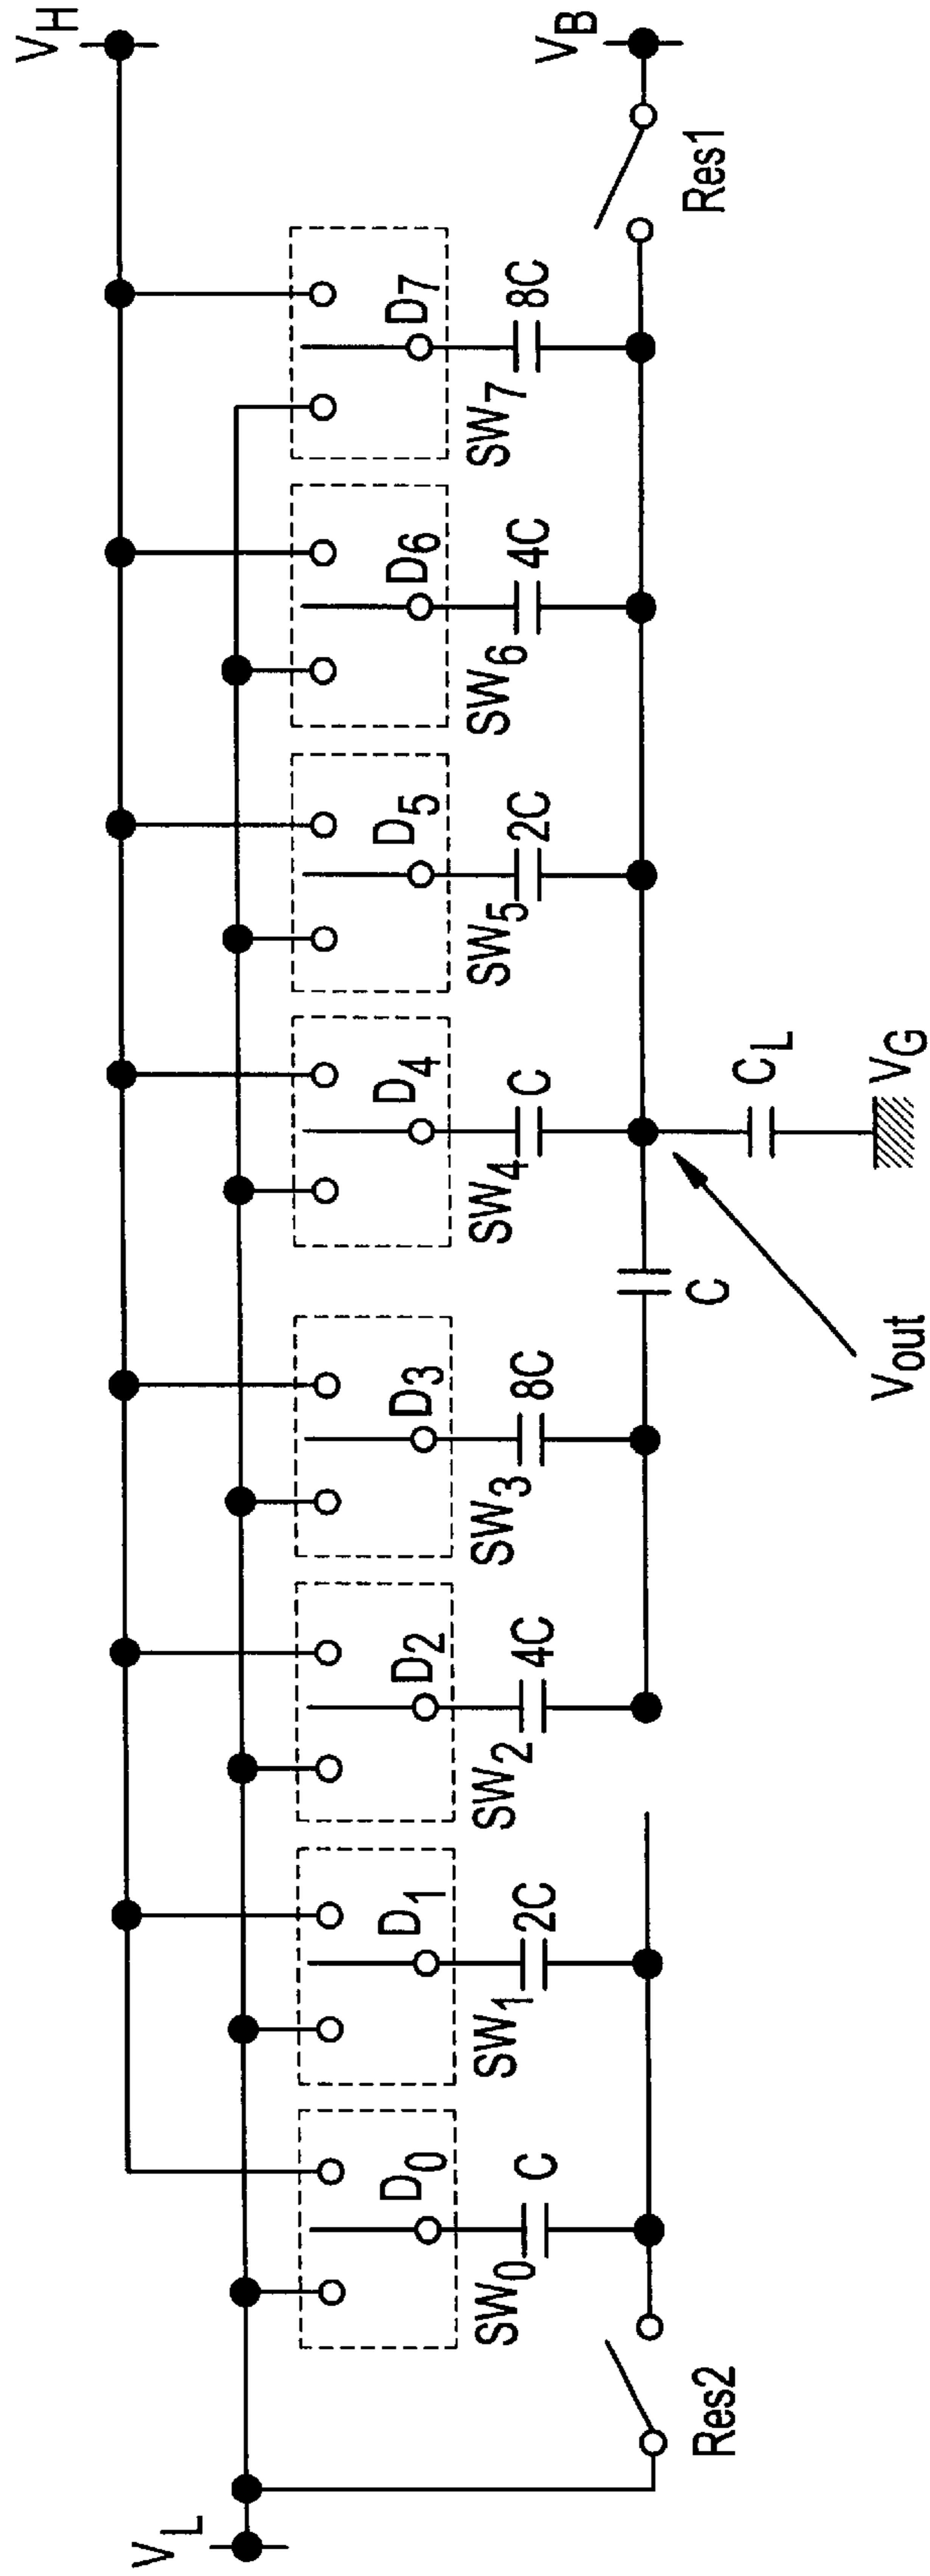 V_H
V_L
D_0
D_1
D_2
D_3
D_4
D_5
D_6
D_7
SW_0
SW_1
SW_2
SW_3
SW_4
SW_5
SW_6
SW_7
C
2C
4C
8C
C
2C
4C
8C
V_B
Res2
C
C_L
Res1
Vout
V_G